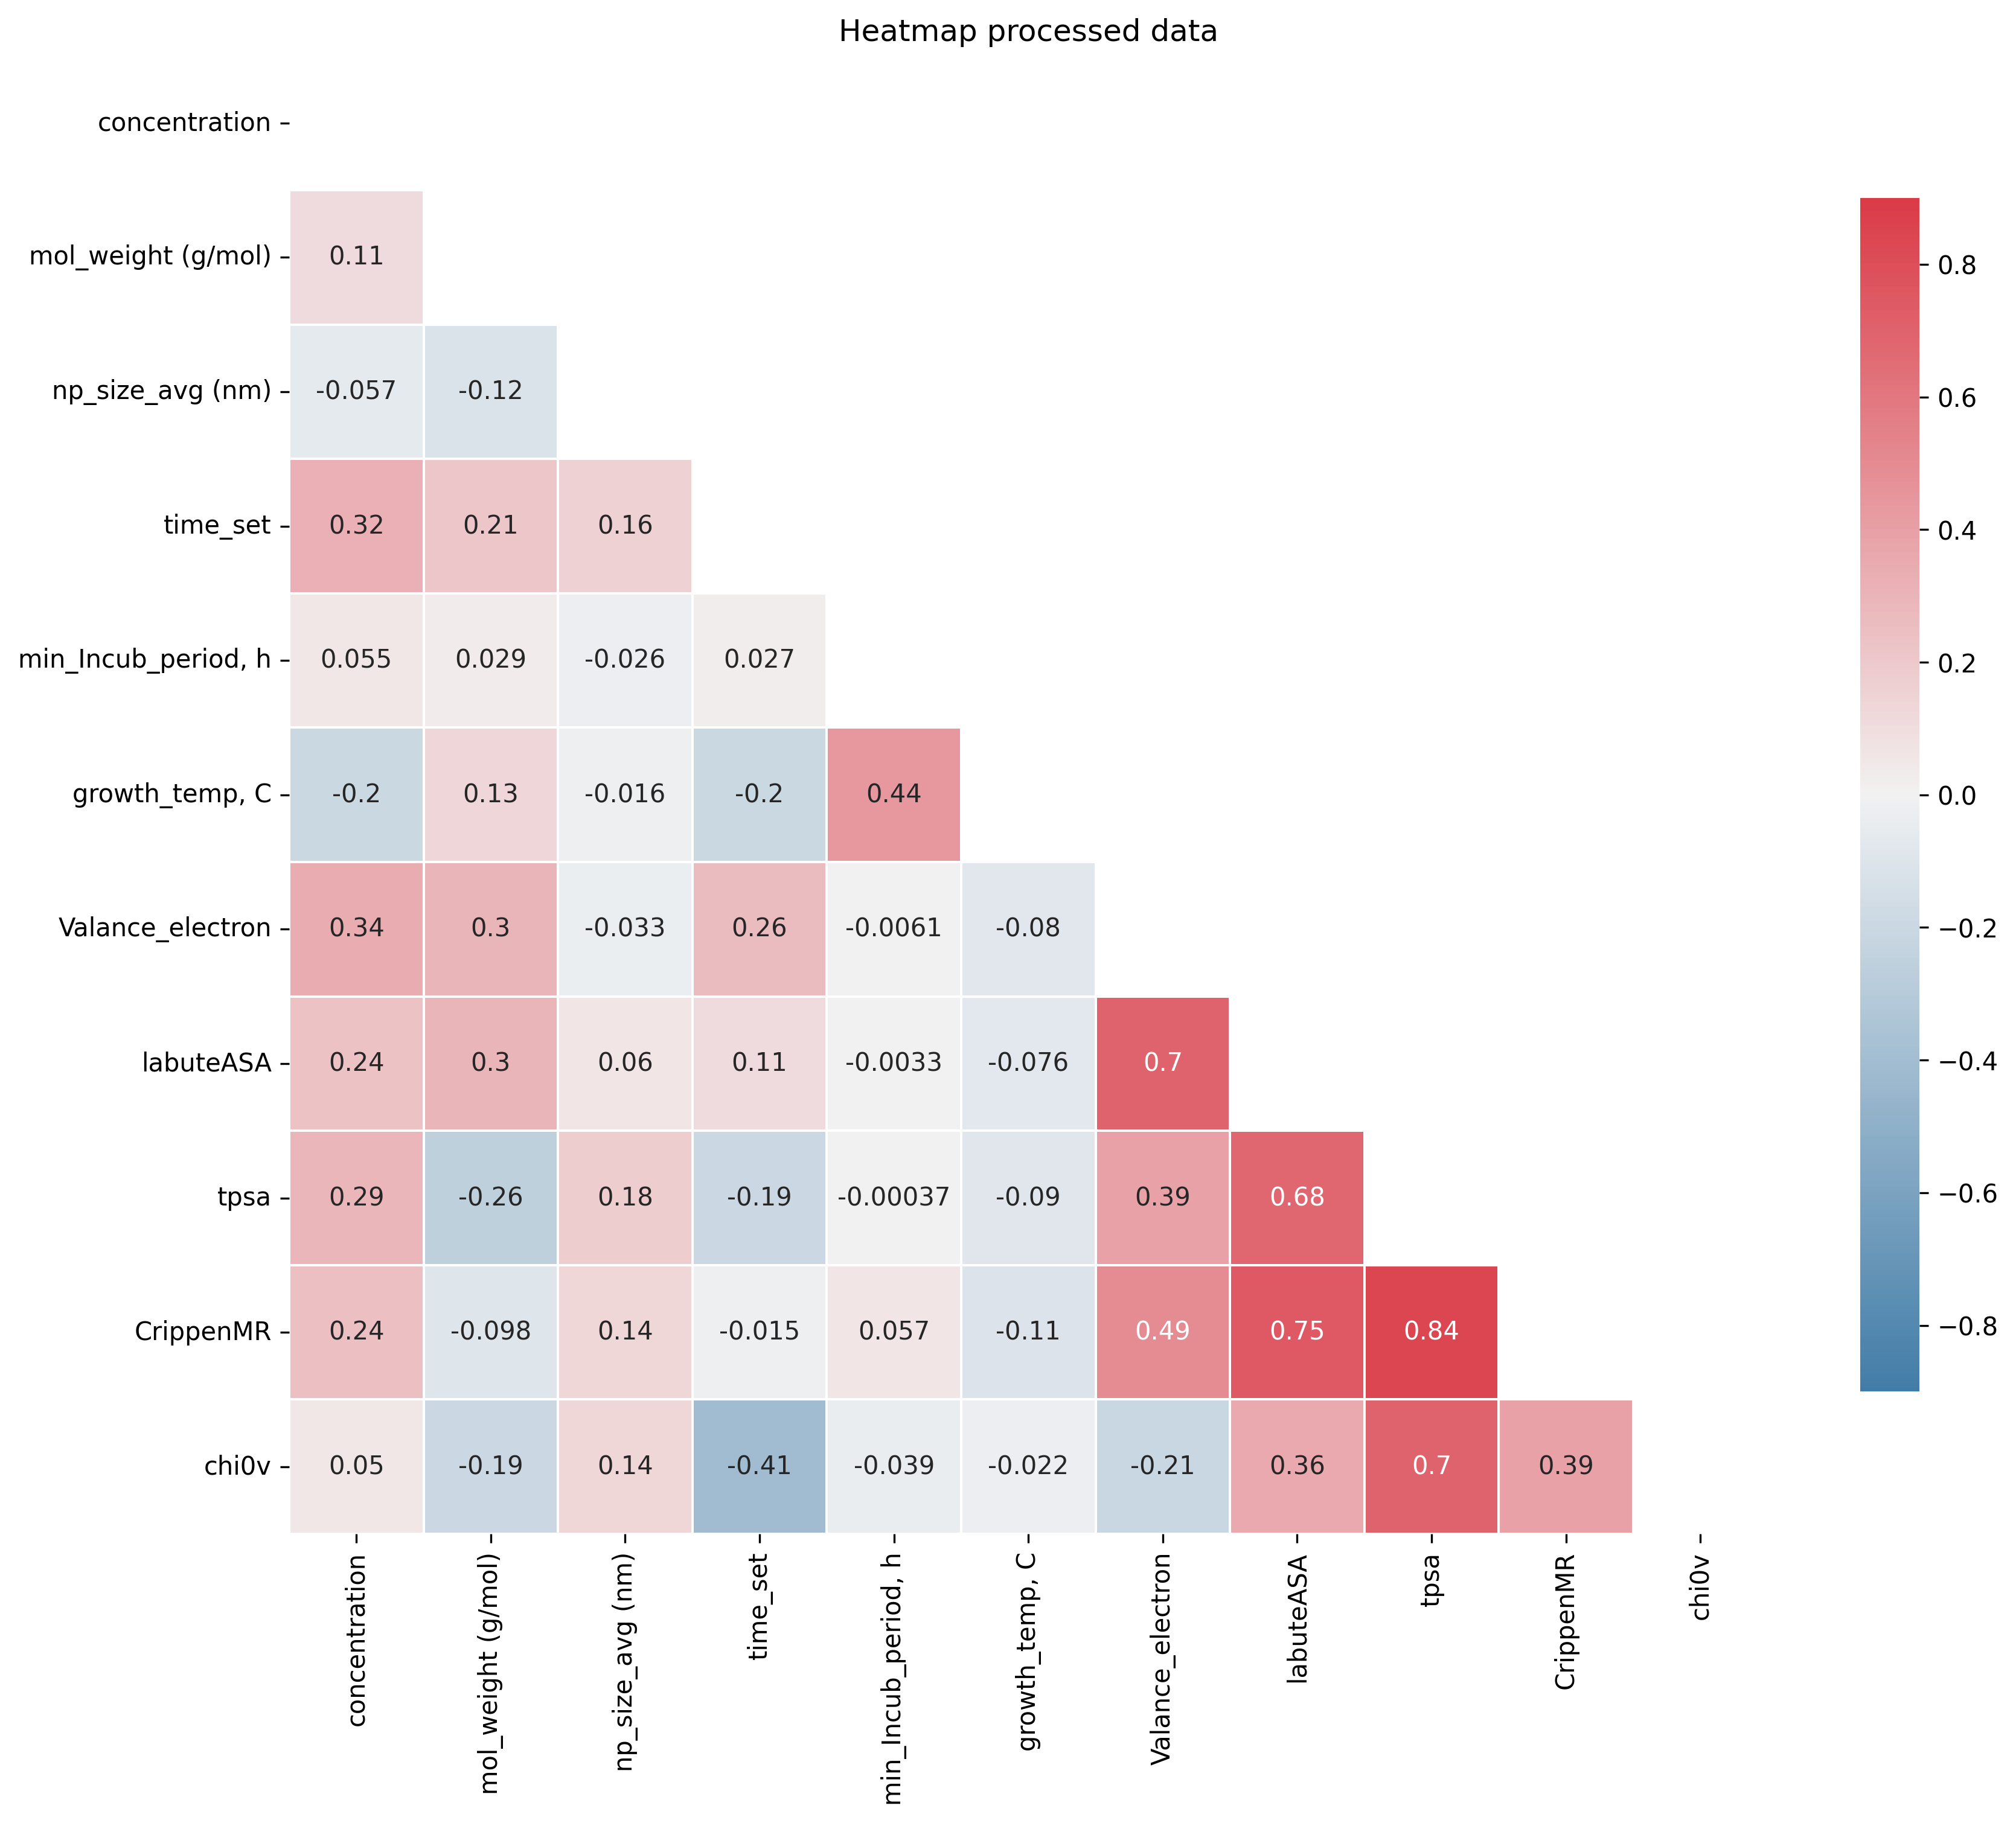 Heatmap processed data
concentration
mol_weight (g/mol) 0.11
np_size_avg (nm) -0.057 -0.12
time_set 0.32 0.21 0.16
min_Incub_period, h 0.055 0.029 -0.026 0.027
growth_temp, C -0.2 0.13 -0.016 -0.2 0.44
Valance_electron 0.34 0.3 -0.033 0.26 -0.0061 -0.08
labuteASA 0.24 0.3 0.06 0.11 -0.0033 -0.076 0.7
tpsa 0.29 -0.26 0.18 -0.19 -0.00037 -0.09 0.39 0.68
CrippenMR 0.24 -0.098 0.14 -0.015 0.057 -0.11 0.49 0.75 0.84
chi0v 0.05 -0.19 0.14 -0.41 -0.039 -0.022 -0.21 0.36 0.7 0.39
concentration
mol_weight (g/mol)
np_size_avg (nm)
time_set
min_Incub_period, h
growth_temp, C
Valance_electron
labuteASA
tpsa
CrippenMR
chi0v
0.8
0.6
0.4
0.2
0.0
−0.2
−0.4
−0.6
−0.8